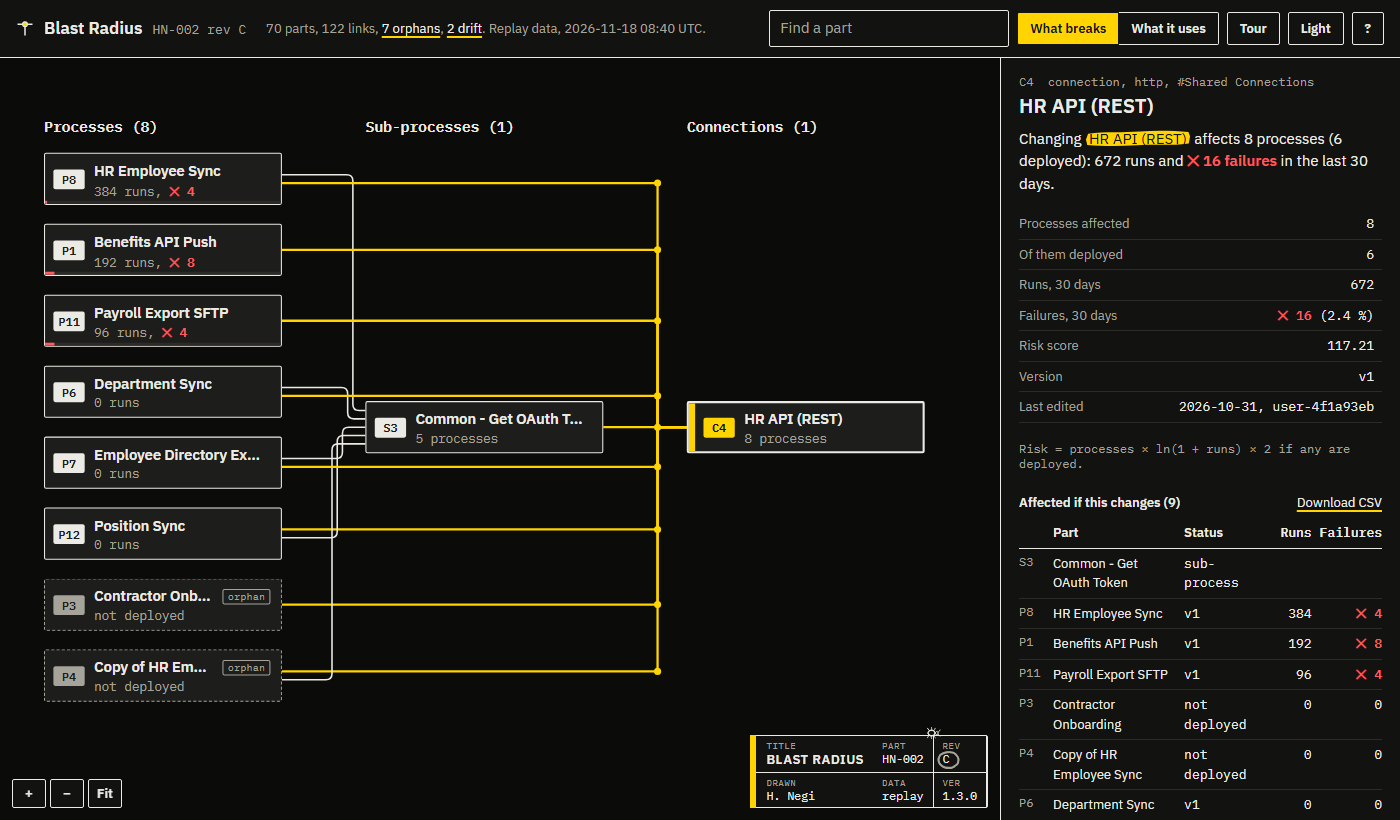 Blast Radius HN-002 rev C 70 parts, 122 links, 7 orphans, 2 drift. Replay data, 2026-11-18 08:40 UTC. Find a part What breaks What it uses Tour Light ?
Processes (8)
Sub-processes (1)
Connections (1)
P8 HR Employee Sync
384 runs, ✕ 4
P1 Benefits API Push
192 runs, ✕ 8
P11 Payroll Export SFTP
96 runs, ✕ 4
P6 Department Sync
0 runs
P7 Employee Directory Ex...
0 runs
P12 Position Sync
0 runs
P3 Contractor Onb... orphan
not deployed
P4 Copy of HR Em... orphan
not deployed
S3 Common - Get OAuth T...
5 processes
C4 HR API (REST)
8 processes
+ − Fit
TITLE PART REV
BLAST RADIUS HN-002 C
DRAWN DATA VER
H. Negi replay 1.3.0
C4 connection, http, #Shared Connections
HR API (REST)
Changing HR API (REST) affects 8 processes (6
deployed): 672 runs and ✕ 16 failures in the last 30
days.
Processes affected 8
Of them deployed 6
Runs, 30 days 672
Failures, 30 days ✕ 16 (2.4 %)
Risk score 117.21
Version v1
Last edited 2026-10-31, user-4f1a93eb
Risk = processes × ln(1 + runs) × 2 if any are
deployed.
Affected if this changes (9) Download CSV
Part Status Runs Failures
S3 Common - Get sub-
OAuth Token process
P8 HR Employee Sync v1 384 ✕ 4
P1 Benefits API Push v1 192 ✕ 8
P11 Payroll Export SFTP v1 96 ✕ 4
P3 Contractor not 0 0
Onboarding deployed
P4 Copy of HR not 0 0
Employee Sync deployed
P6 Department Sync v1 0 0